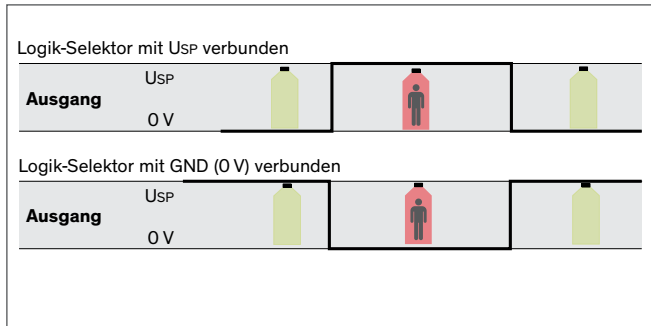 Logik-Selektor mit USP verbunden
USP
Ausgang
0 V
Logik-Selektor mit GND (0 V) verbunden
USP
Ausgang
0 V